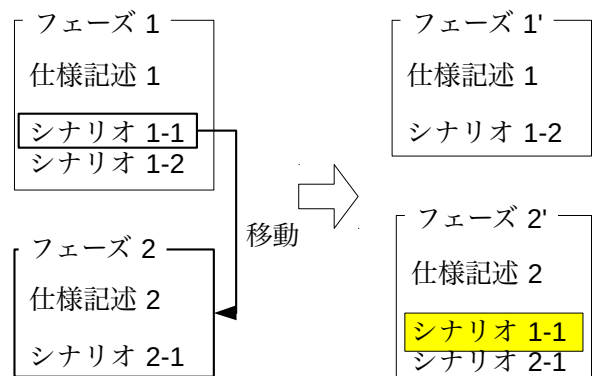 フェーズ 1
仕様記述 1
シナリオ 1-1
シナリオ 1-2
移動
フェーズ 2
仕様記述 2
シナリオ 2-1
フェーズ 1'
仕様記述 1
シナリオ 1-2
フェーズ 2'
仕様記述 2
シナリオ 1-1
シナリオ 2-1